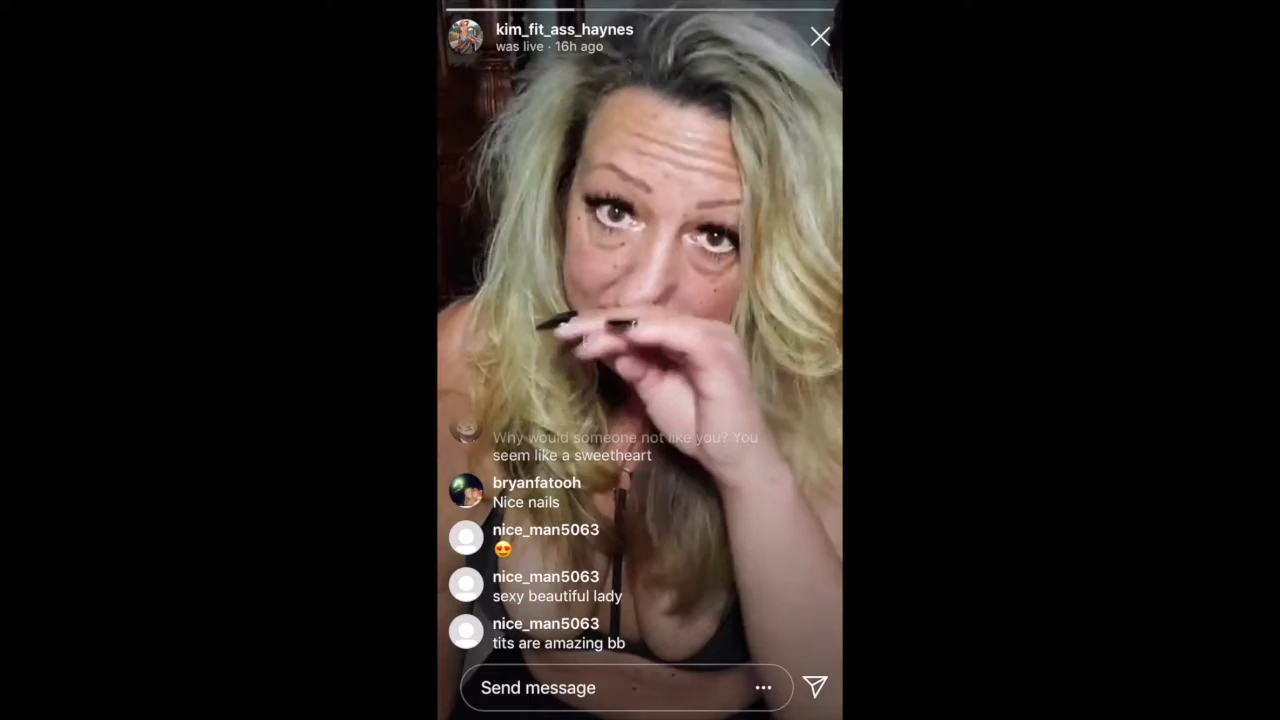 kim_fit_ass_haynes
was live · 16h ago
Why would someone not like you? You
seem like a sweetheart
bryanfatooh
Nice nails
nice_man5063
😍
nice_man5063
sexy beautiful lady
nice_man5063
tits are amazing bb
Send message